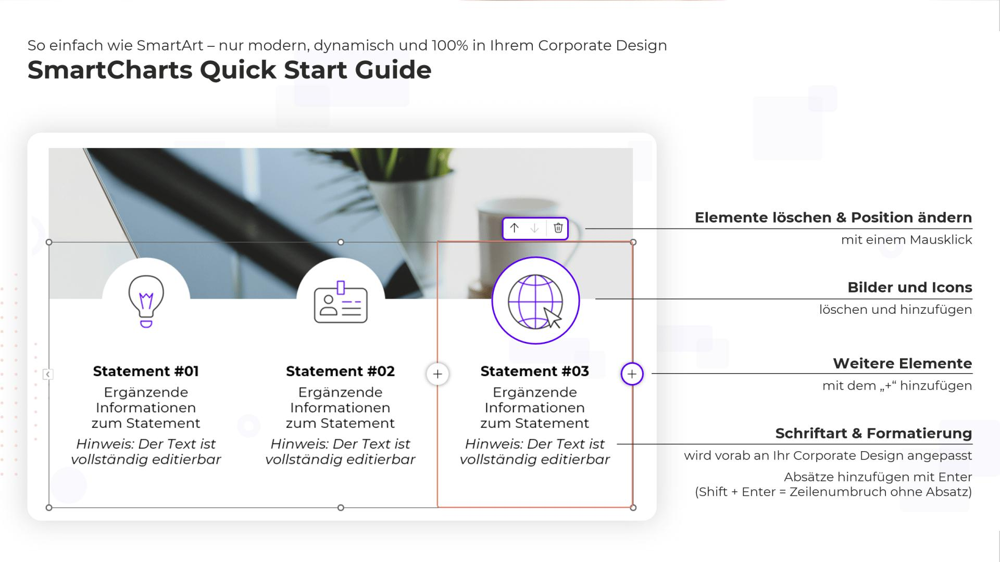 So einfach wie SmartArt – nur modern, dynamisch und 100% in Ihrem Corporate Design
SmartCharts Quick Start Guide
Statement #01
Ergänzende
Informationen
zum Statement
Hinweis: Der Text ist
vollständig editierbar
Statement #02
Ergänzende
Informationen
zum Statement
Hinweis: Der Text ist
vollständig editierbar
Statement #03
Ergänzende
Informationen
zum Statement
Hinweis: Der Text ist
vollständig editierbar
Elemente löschen & Position ändern
mit einem Mausklick
Bilder und Icons
löschen und hinzufügen
Weitere Elemente
mit dem „+“ hinzufügen
Schriftart & Formatierung
wird vorab an Ihr Corporate Design angepasst
Absätze hinzufügen mit Enter
(Shift + Enter = Zeilenumbruch ohne Absatz)